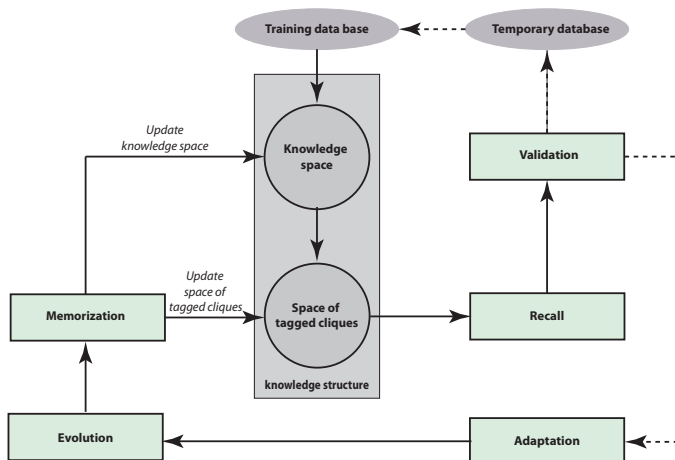 Training data base
Temporary database
Update
knowledge space
Knowledge
space
Validation
Update
space of
tagged cliques
Memorization
Space of
tagged cliques
Recall
knowledge structure
Evolution
Adaptation